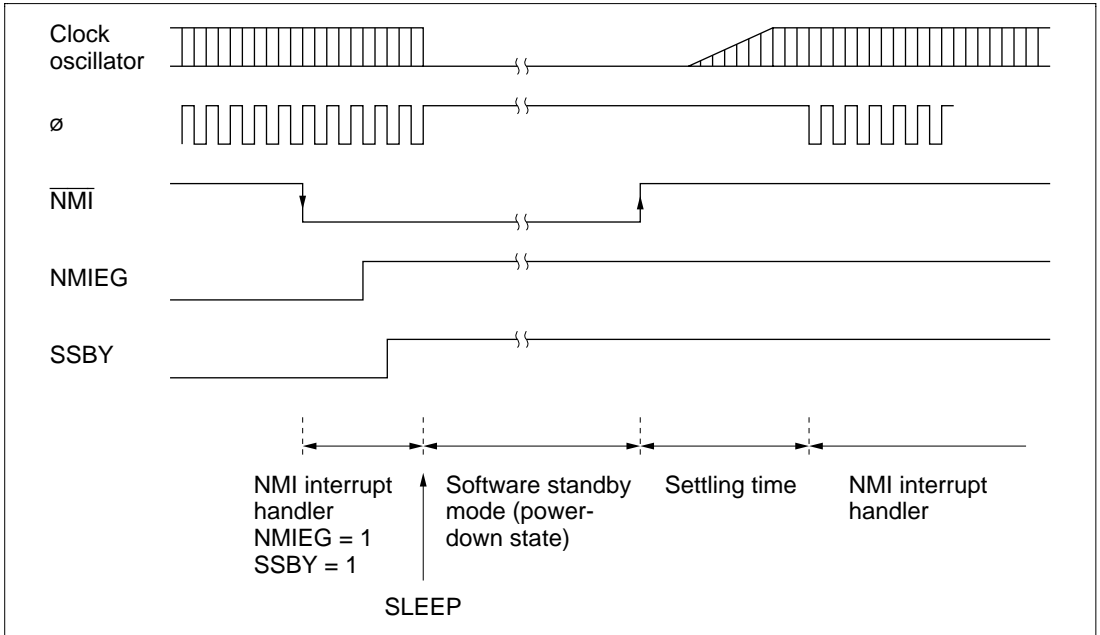 Clock
oscillator
ø
NMI
NMIEG
SSBY
NMI interrupt
handler
NMIEG = 1
SSBY = 1
Software standby
mode (power-
down state)
Settling time
NMI interrupt
handler
SLEEP